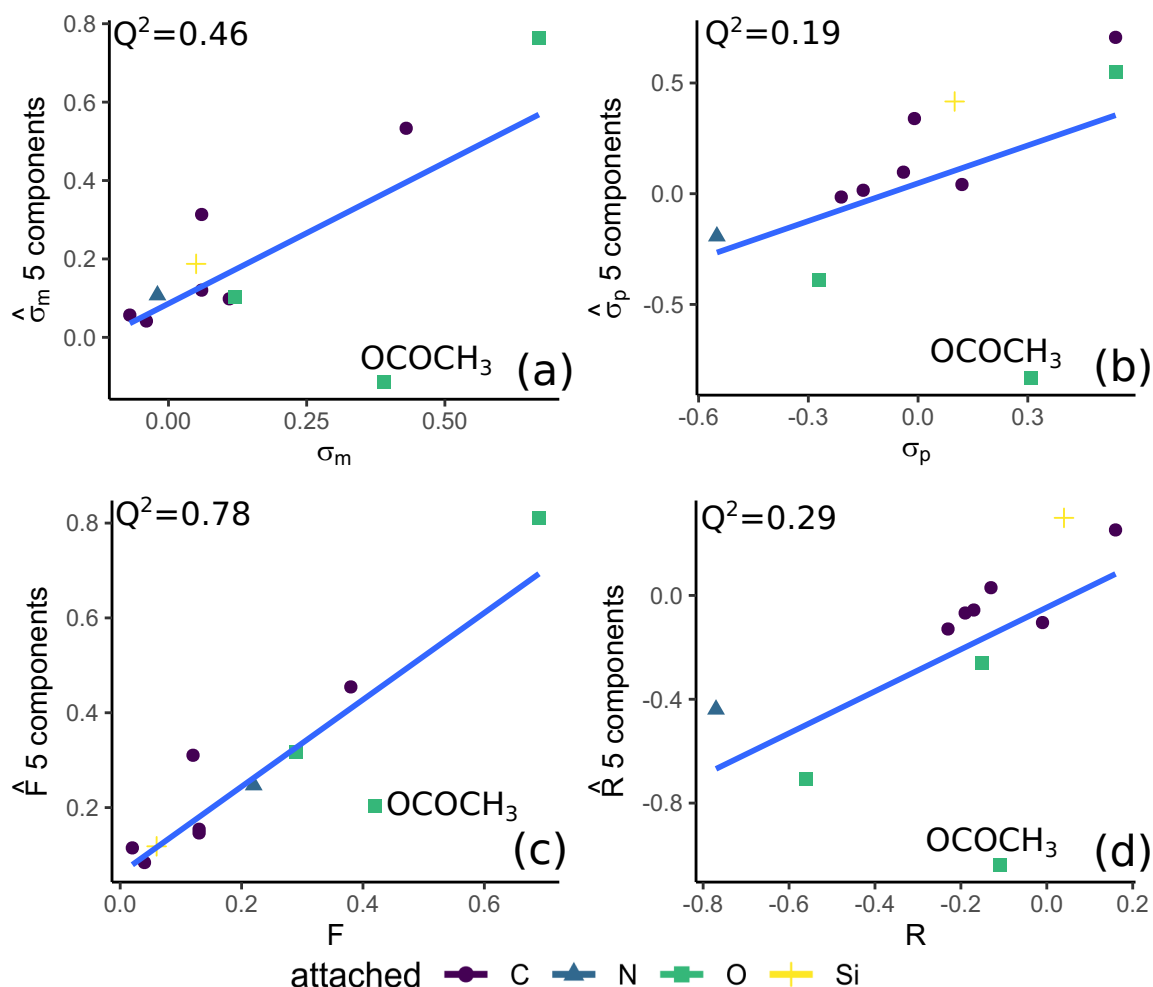 Q²=0.46
0.8
0.6
0.4
0.2
0.0
σ̂ₘ 5 components
OCOCH₃
(a)
0.00 0.25 0.50
σₘ
Q²=0.19
0.5
0.0
-0.5
σ̂ₚ 5 components
OCOCH₃
(b)
-0.6 -0.3 0.0 0.3
σₚ
Q²=0.78
0.8
0.6
0.4
0.2
F̂ 5 components
OCOCH₃
(c)
0.0 0.2 0.4 0.6
F
Q²=0.29
0.0
-0.4
-0.8
R̂ 5 components
OCOCH₃
(d)
-0.8 -0.6 -0.4 -0.2 0.0 0.2
R
attached C N O Si